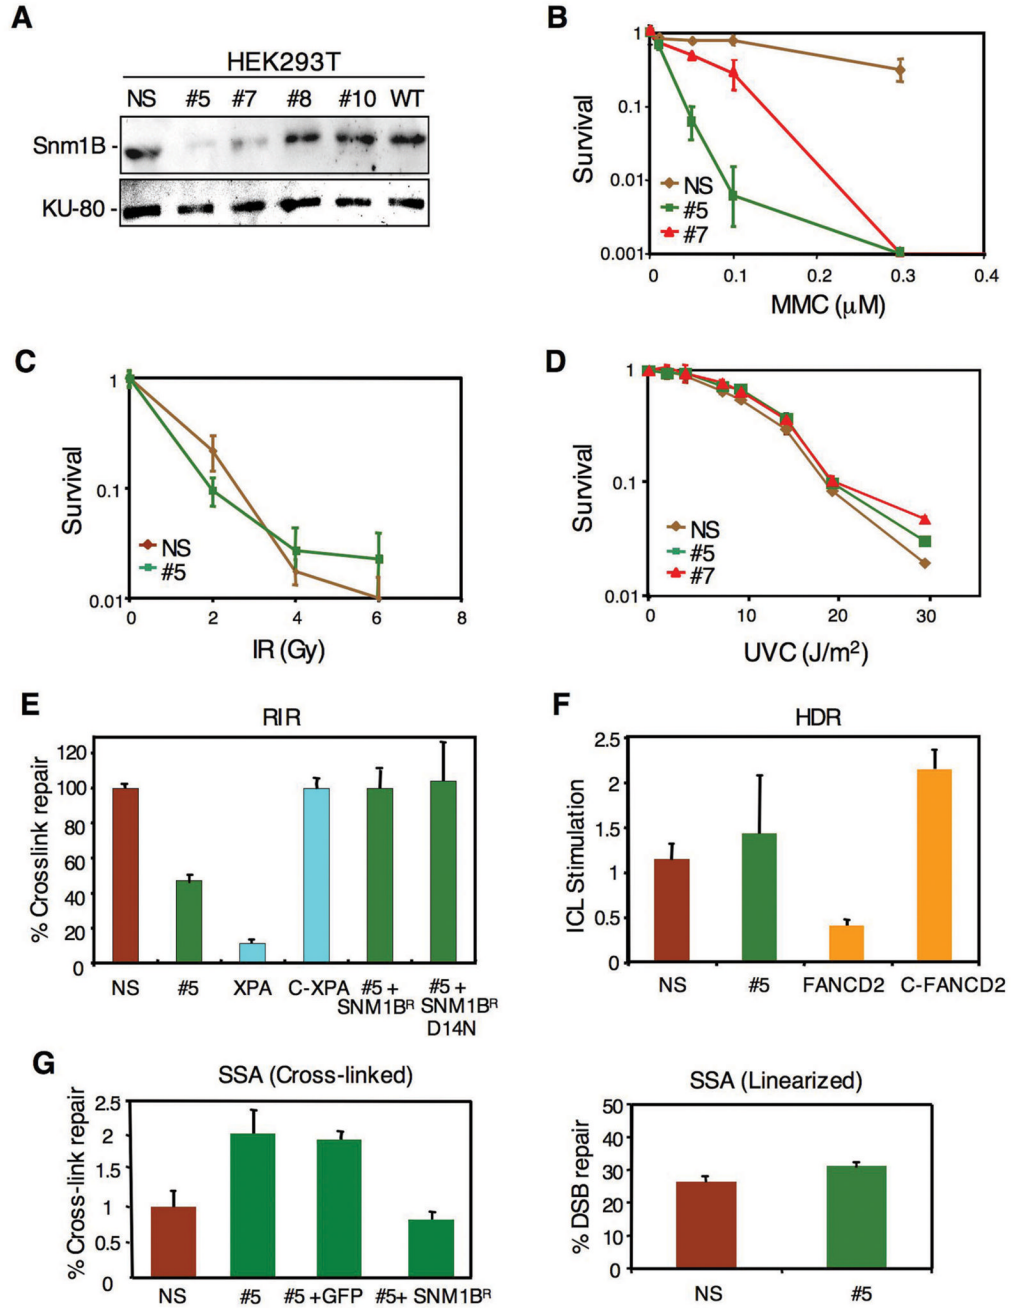 A
HEK293T
NS #5 #7 #8 #10 WT
Snm1B -
KU-80 -
B
Survival
1
0.1
0.01
0.001
NS
#5
#7
0 0.1 0.2 0.3 0.4
MMC (μM)
C
Survival
1
0.1
0.01
NS
#5
0 2 4 6 8
IR (Gy)
D
Survival
1
0.1
0.01
NS
#5
#7
0 10 20 30
UVC (J/m²)
E
RIR
% Crosslink repair
120
100
80
60
40
20
0
NS #5 XPA C-XPA #5 + #5 +
SNM1Bᴿ SNM1Bᴿ
D14N
F
HDR
ICL Stimulation
2.5
2
1.5
1
0.5
0
NS #5 FANCD2 C-FANCD2
G
SSA (Cross-linked)
% Cross-link repair
2.5
2
1.5
1
0.5
0
NS #5 #5 +GFP #5+ SNM1Bᴿ
SSA (Linearized)
% DSB repair
50
40
30
20
10
0
NS #5